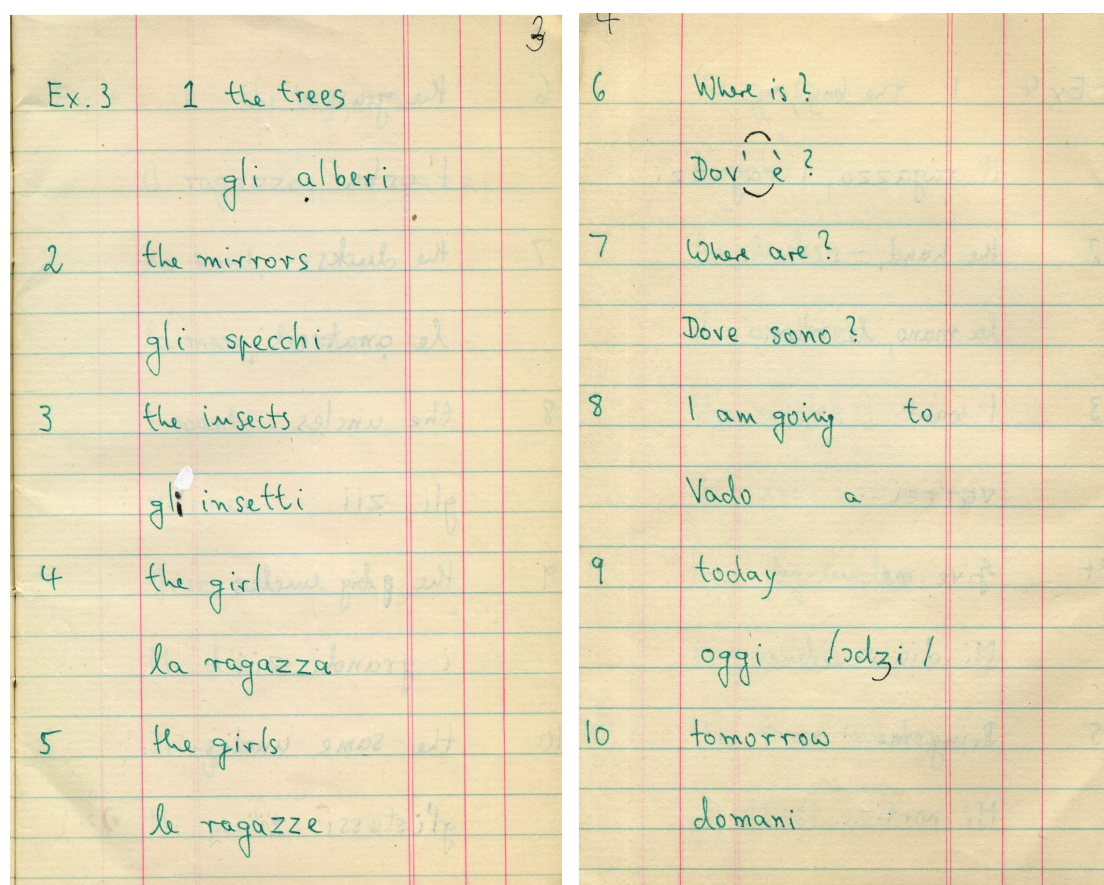 3
Ex. 3 1 the trees
gli alberi
2 the mirrors
gli specchi
3 the insects
gli insetti
4 the girl
la ragazza
5 the girls
le ragazze
4
6 Where is?
Dov'è?
7 Where are?
Dove sono?
8 I am going to
Vado a
9 today
oggi /ɔdʒi/
10 tomorrow
domani